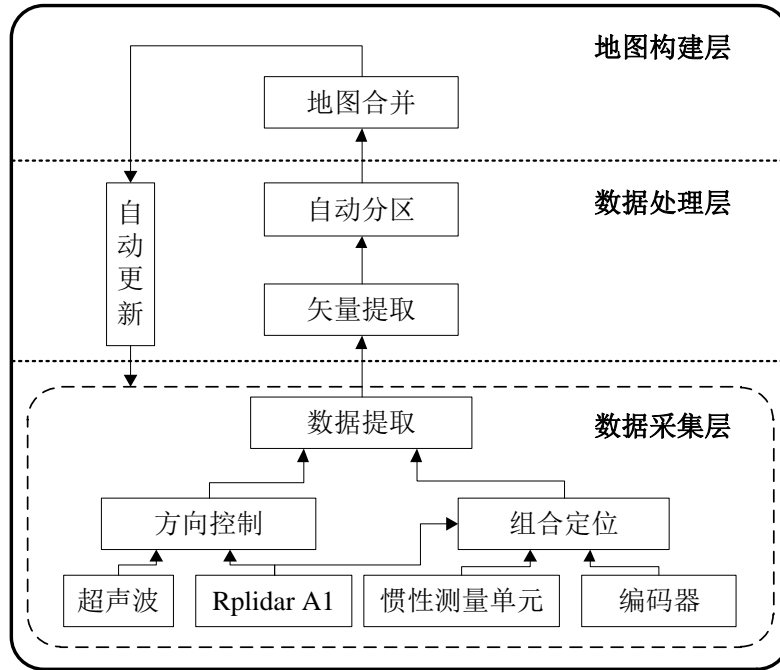 地图构建层
地图合并
自动更新
自动分区
数据处理层
矢量提取
数据提取
数据采集层
方向控制
组合定位
超声波
Rplidar A1
惯性测量单元
编码器